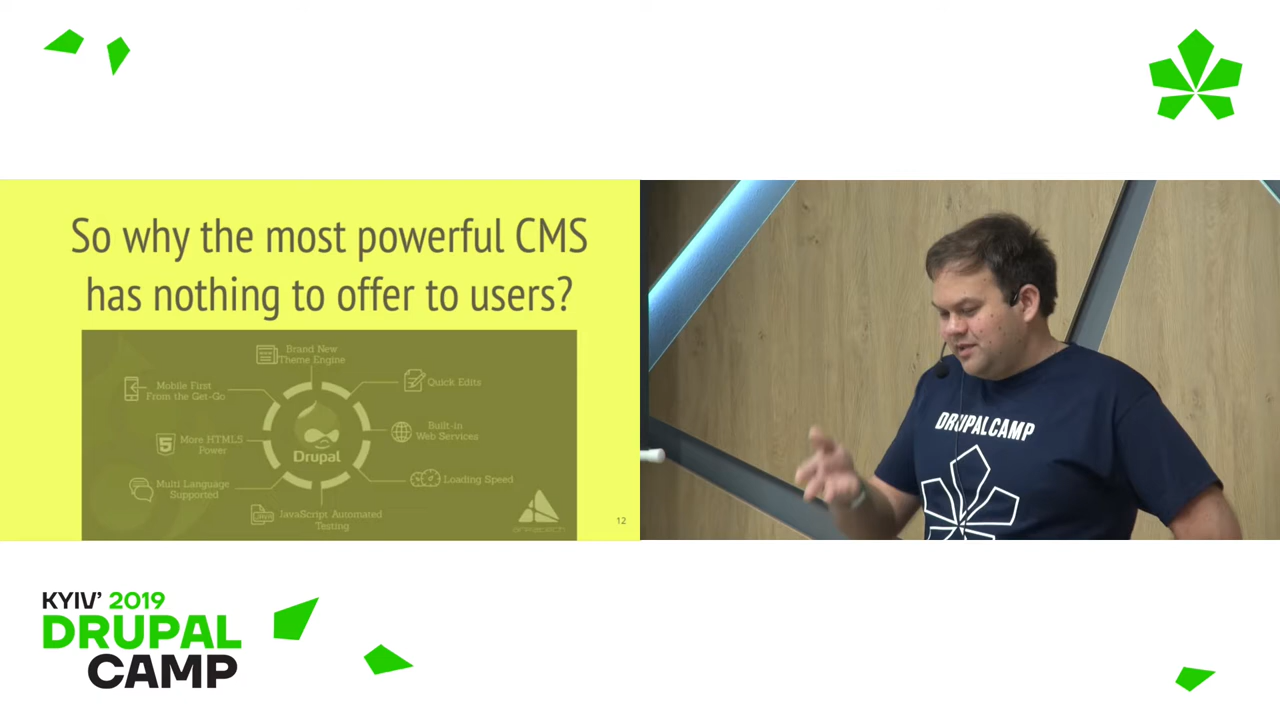 So why the most powerful CMS
has nothing to offer to users?
Brand New
Theme Engine
Mobile First
From the Get-Go
Quick Edits
More HTML5
Power
Built-in
Web Services
Drupal
Multi Language
Supported
Loading Speed
JavaScript Automated
Testing
12
DRUPALCAMP
KYIV' 2019
DRUPAL
CAMP